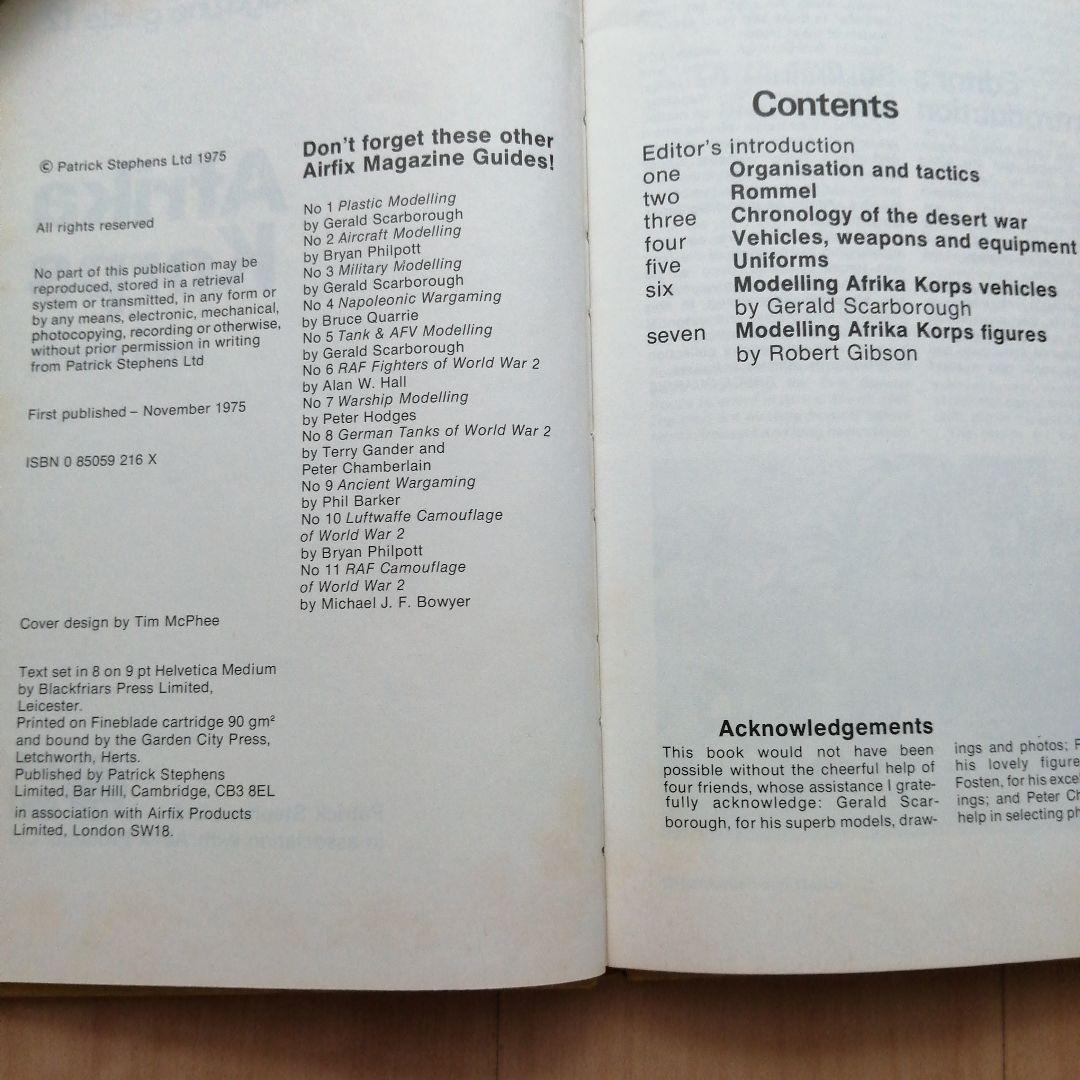 © Patrick Stephens Ltd 1975
All rights reserved
No part of this publication may be
reproduced, stored in a retrieval
system or transmitted, in any form or
by any means, electronic, mechanical,
photocopying, recording or otherwise,
without prior permission in writing
from Patrick Stephens Ltd
First published – November 1975
ISBN 0 85059 216 X
Cover design by Tim McPhee
Text set in 8 on 9 pt Helvetica Medium
by Blackfriars Press Limited,
Leicester.
Printed on Fineblade cartridge 90 gm²
and bound by the Garden City Press,
Letchworth, Herts.
Published by Patrick Stephens
Limited, Bar Hill, Cambridge, CB3 8EL
in association with Airfix Products
Limited, London SW18.
Don't forget these other
Airfix Magazine Guides!
No 1 Plastic Modelling
by Gerald Scarborough
No 2 Aircraft Modelling
by Bryan Philpott
No 3 Military Modelling
by Gerald Scarborough
No 4 Napoleonic Wargaming
by Bruce Quarrie
No 5 Tank & AFV Modelling
by Gerald Scarborough
No 6 RAF Fighters of World War 2
by Alan W. Hall
No 7 Warship Modelling
by Peter Hodges
No 8 German Tanks of World War 2
by Terry Gander and
Peter Chamberlain
No 9 Ancient Wargaming
by Phil Barker
No 10 Luftwaffe Camouflage
of World War 2
by Bryan Philpott
No 11 RAF Camouflage
of World War 2
by Michael J. F. Bowyer
Contents
Editor's introduction
one Organisation and tactics
two Rommel
three Chronology of the desert war
four Vehicles, weapons and equipment
five Uniforms
six Modelling Afrika Korps vehicles
by Gerald Scarborough
seven Modelling Afrika Korps figures
by Robert Gibson
Acknowledgements
This book would not have been
possible without the cheerful help of
four friends, whose assistance I grate-
fully acknowledge: Gerald Scar-
borough, for his superb models, draw-
ings and photos;
his lovely figure
Fosten, for his
ings; and Peter
help in selecting